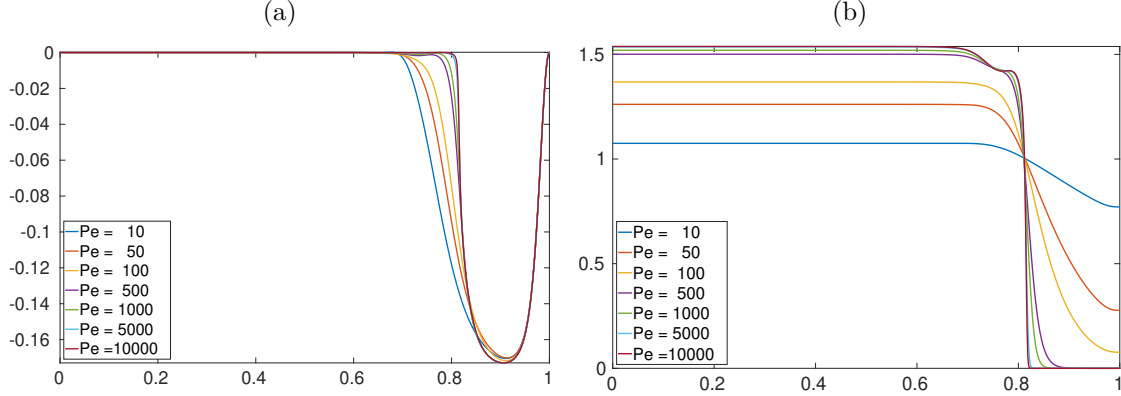 (a)
0
-0.02
-0.04
-0.06
-0.08
-0.1
-0.12
-0.14
-0.16
Pe = 10
Pe = 50
Pe = 100
Pe = 500
Pe = 1000
Pe = 5000
Pe =10000
0 0.2 0.4 0.6 0.8 1
(b)
1.5
1
0.5
0
Pe = 10
Pe = 50
Pe = 100
Pe = 500
Pe = 1000
Pe = 5000
Pe =10000
0 0.2 0.4 0.6 0.8 1